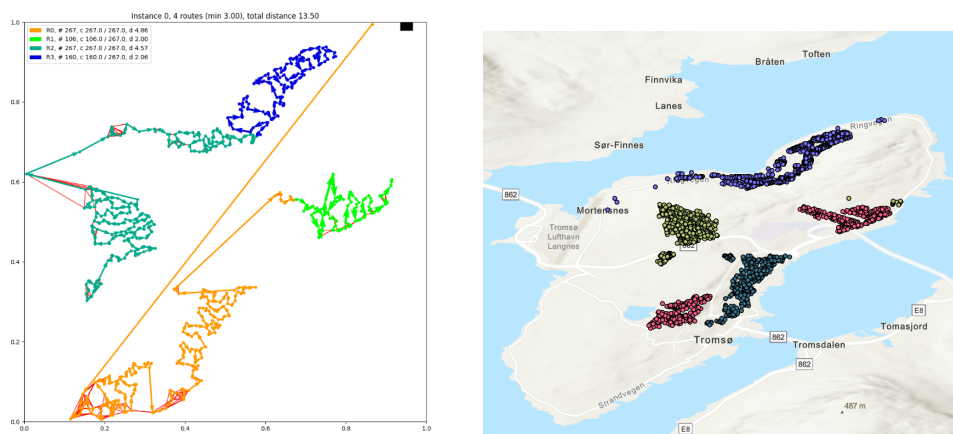 Instance 0, 4 routes (min 3.00), total distance 13.50
R0, # 267, c 267.0 / 267.0, d 4.86
R1, # 106, c 106.0 / 267.0, d 2.00
R2, # 267, c 267.0 / 267.0, d 4.57
R3, # 160, c 160.0 / 267.0, d 2.06
1.0
0.8
0.6
0.4
0.2
0.0
0.0 0.2 0.4 0.6 0.8 1.0
Toften
Bråten
Finnvika
Lanes
Ringvegen
Sør-Finnes
862
Ringvegen
Mortensnes
Tromsø
Lufthavn
Langnes
862
E8
Tomasjord
862
Tromsø
Tromsdalen
862
Strandvegen
487 m
E8